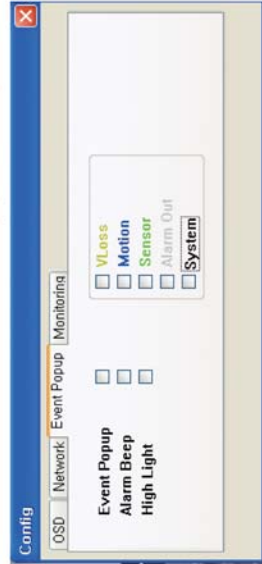 Config
OSD Network Event Popup Monitoring
Event Popup
Alarm Beep
High Light
VLoss
Motion
Sensor
Alarm Out
System